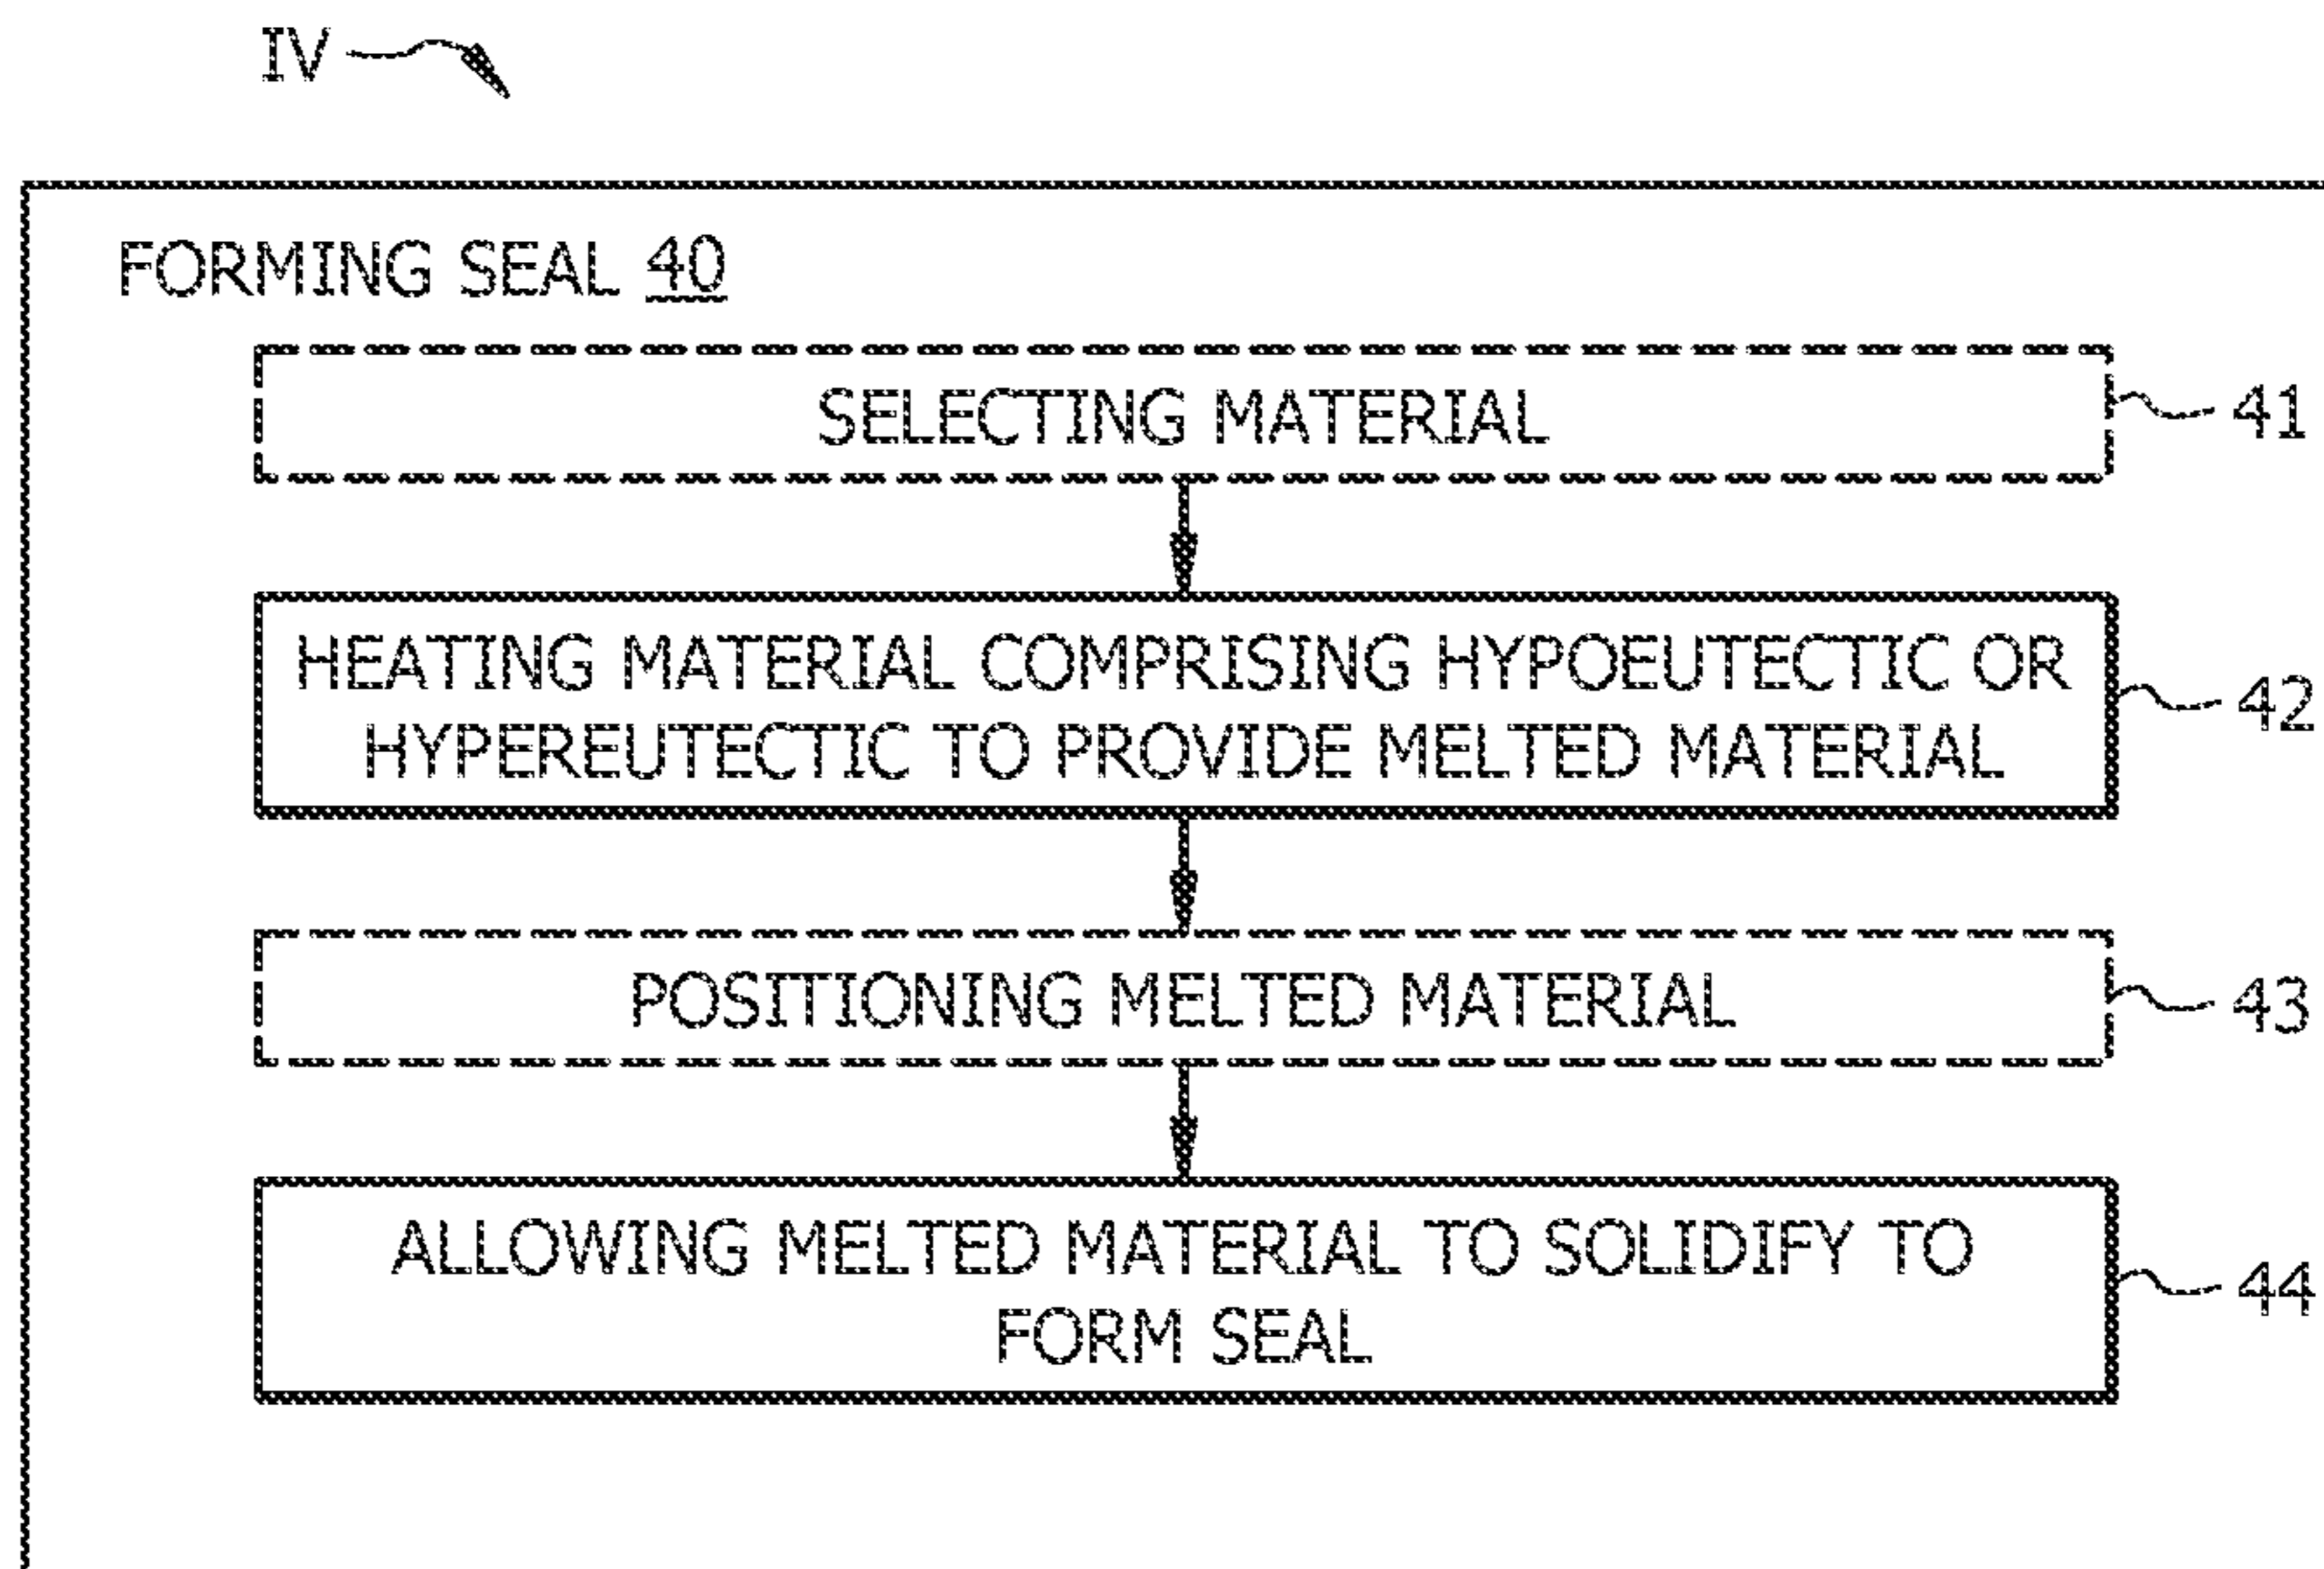 IV
FORMING SEAL 40
SELECTING MATERIAL
41
HEATING MATERIAL COMPRISING HYPOEUTECTIC OR
HYPEREUTECTIC TO PROVIDE MELTED MATERIAL
42
POSITIONING MELTED MATERIAL
43
ALLOWING MELTED MATERIAL TO SOLIDIFY TO
FORM SEAL
44